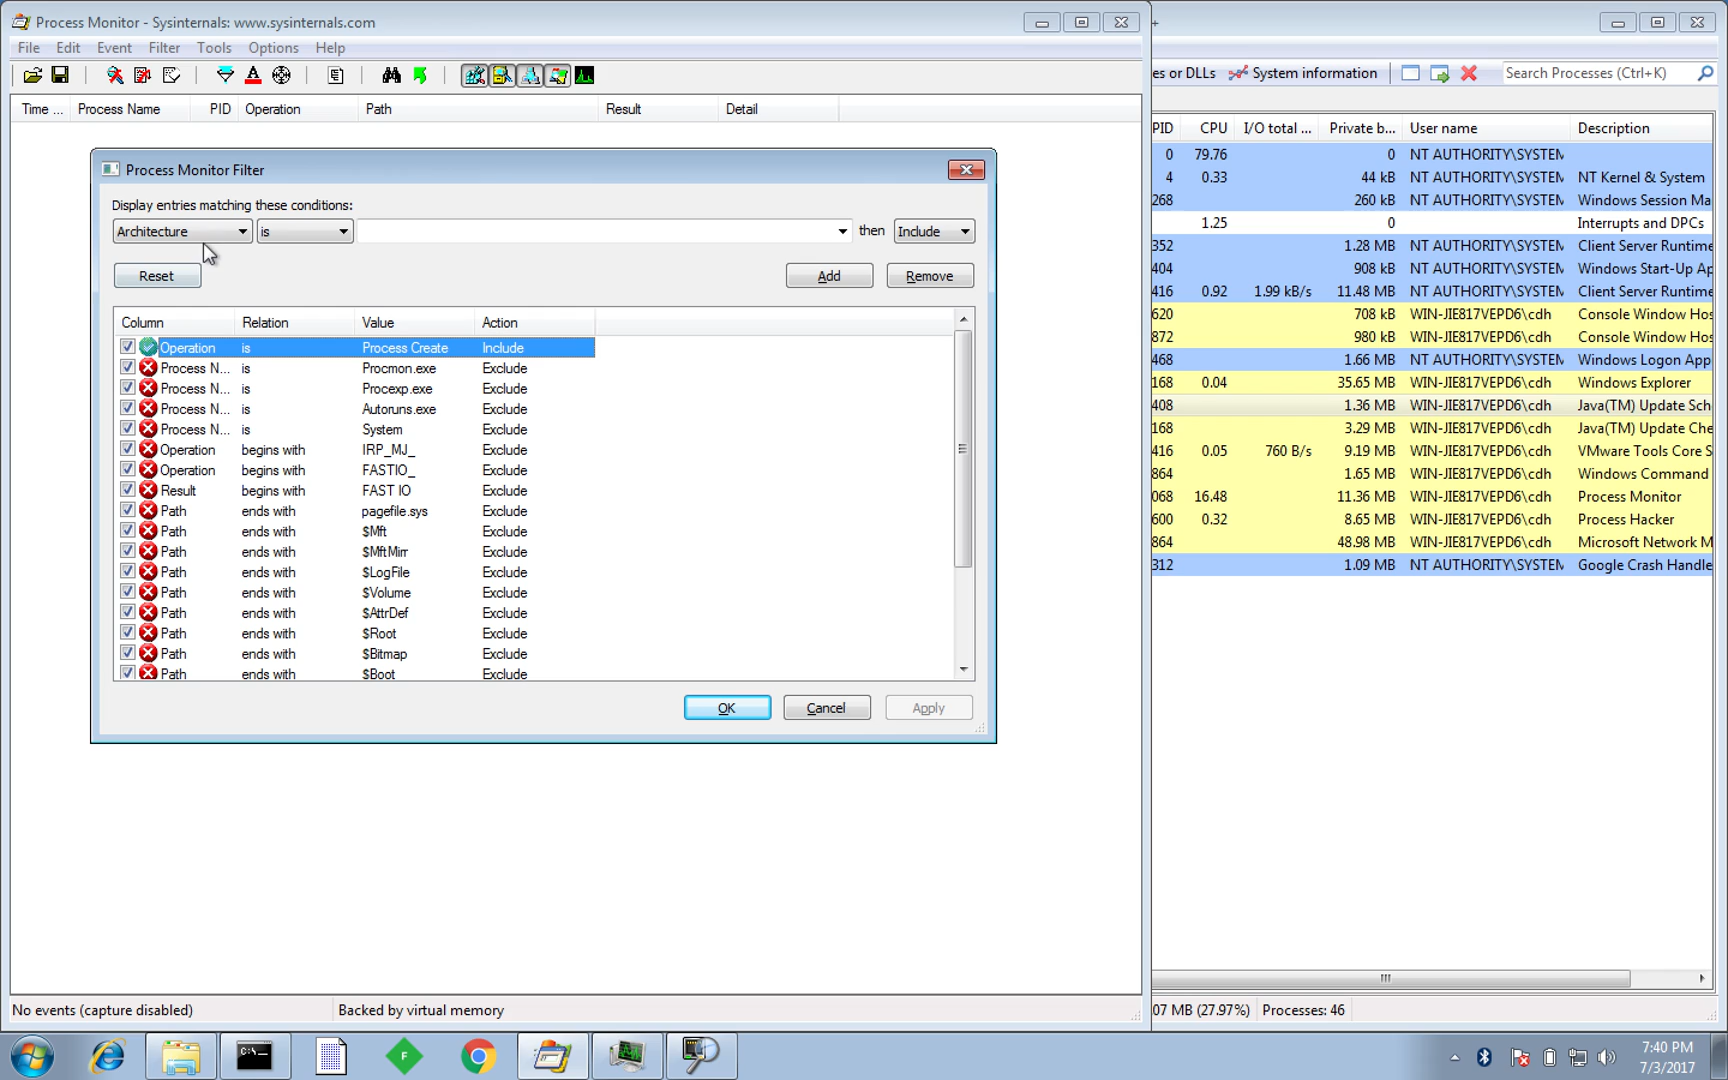 Process Monitor - Sysinternals: www.sysinternals.com
File Edit Event Filter Tools Options Help
es or DLLs System information Search Processes (Ctrl+K)
Time ... Process Name PID Operation Path Result Detail
PID CPU I/O total ... Private b... User name Description
0 79.76 0 NT AUTHORITY\SYSTEM
4 0.33 44 kB NT AUTHORITY\SYSTEM NT Kernel & System
268 260 kB NT AUTHORITY\SYSTEM Windows Session Ma
1.25 0 Interrupts and DPCs
352 1.28 MB NT AUTHORITY\SYSTEM Client Server Runtime
404 908 kB NT AUTHORITY\SYSTEM Windows Start-Up Ap
416 0.92 1.99 kB/s 11.48 MB NT AUTHORITY\SYSTEM Client Server Runtime
620 708 kB WIN-JIE817VEPD6\cdh Console Window Hos
872 980 kB WIN-JIE817VEPD6\cdh Console Window Hos
468 1.66 MB NT AUTHORITY\SYSTEM Windows Logon App
168 0.04 35.65 MB WIN-JIE817VEPD6\cdh Windows Explorer
408 1.36 MB WIN-JIE817VEPD6\cdh Java(TM) Update Sch
168 3.29 MB WIN-JIE817VEPD6\cdh Java(TM) Update Che
416 0.05 760 B/s 9.19 MB WIN-JIE817VEPD6\cdh VMware Tools Core S
864 1.65 MB WIN-JIE817VEPD6\cdh Windows Command
068 16.48 11.36 MB WIN-JIE817VEPD6\cdh Process Monitor
600 0.32 8.65 MB WIN-JIE817VEPD6\cdh Process Hacker
864 48.98 MB WIN-JIE817VEPD6\cdh Microsoft Network M
312 1.09 MB NT AUTHORITY\SYSTEM Google Crash Handle
Process Monitor Filter
Display entries matching these conditions:
Architecture is then Include
Reset Add Remove
Column Relation Value Action
Operation is Process Create Include
Process N... is Procmon.exe Exclude
Process N... is Procexp.exe Exclude
Process N... is Autoruns.exe Exclude
Process N... is System Exclude
Operation begins with IRP_MJ_ Exclude
Operation begins with FASTIO_ Exclude
Result begins with FAST IO Exclude
Path ends with pagefile.sys Exclude
Path ends with $Mft Exclude
Path ends with $MftMirr Exclude
Path ends with $LogFile Exclude
Path ends with $Volume Exclude
Path ends with $AttrDef Exclude
Path ends with $Root Exclude
Path ends with $Bitmap Exclude
Path ends with $Boot Exclude
OK Cancel Apply
No events (capture disabled) Backed by virtual memory
07 MB (27.97%) Processes: 46
C:\. F
7:40 PM
7/3/2017